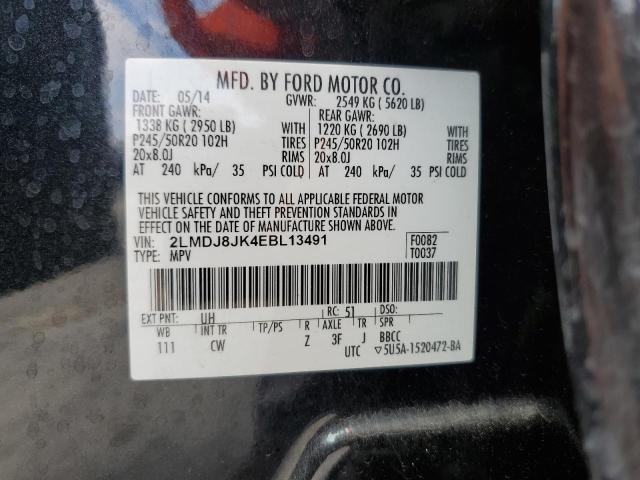 MFD. BY FORD MOTOR CO.
DATE: 05/14 GVWR: 2549 KG ( 5620 LB)
FRONT GAWR: REAR GAWR:
1338 KG ( 2950 LB) WITH 1220 KG ( 2690 LB) WITH
P245/50R20 102H TIRES P245/50R20 102H TIRES
20x8.0J RIMS 20x8.0J RIMS
AT 240 kPa/ 35 PSI COLD AT 240 kPa/ 35 PSI COLD
THIS VEHICLE CONFORMS TO ALL APPLICABLE FEDERAL MOTOR
VEHICLE SAFETY AND THEFT PREVENTION STANDARDS IN
EFFECT ON THE DATE OF MANUFACTURE SHOWN ABOVE.
VIN: 2LMDJ8JK4EBL13491 F0082
TYPE: MPV T0037
EXT PNT: UH RC: 51 DSO:
WB INT TR TP/PS R AXLE TR SPR
111 CW Z 3F J BBCC
UTC ▽5U5A-1520472-BA